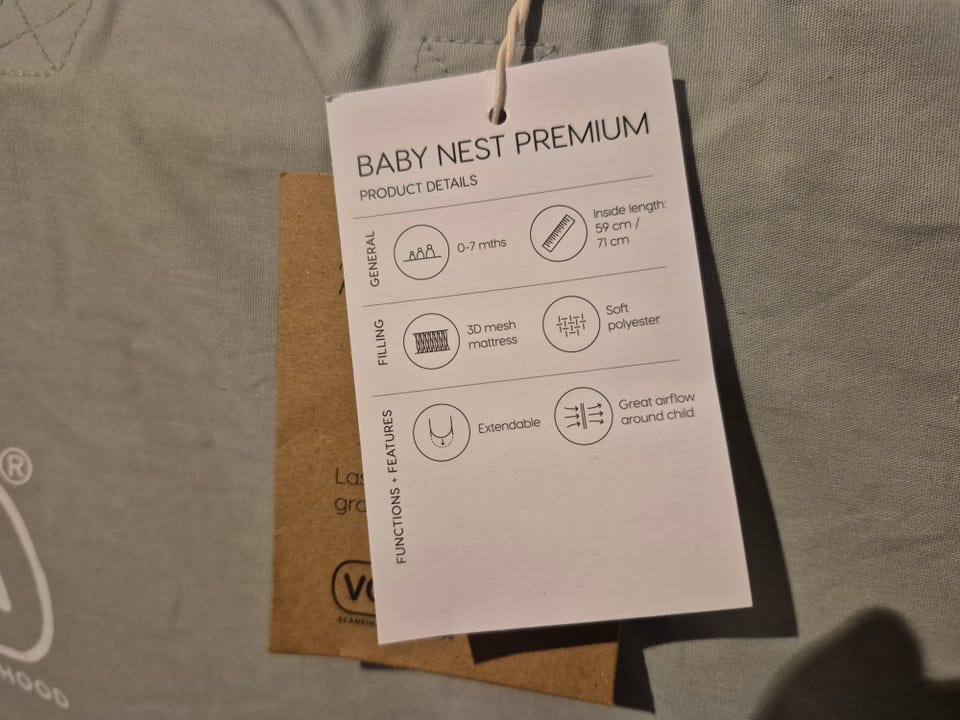 BABY NEST PREMIUM
PRODUCT DETAILS
GENERAL
0-7 mths
Inside length:
59 cm /
71 cm
FILLING
3D mesh
mattress
Soft
polyester
FUNCTIONS + FEATURES
Extendable
Great airflow
around child
®
HOOD